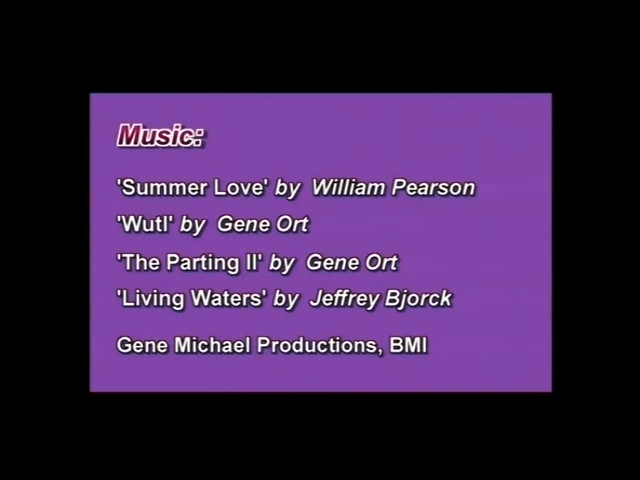 Music:
'Summer Love' by William Pearson
'Wutl' by Gene Ort
'The Parting II' by Gene Ort
'Living Waters' by Jeffrey Bjorck
Gene Michael Productions, BMI